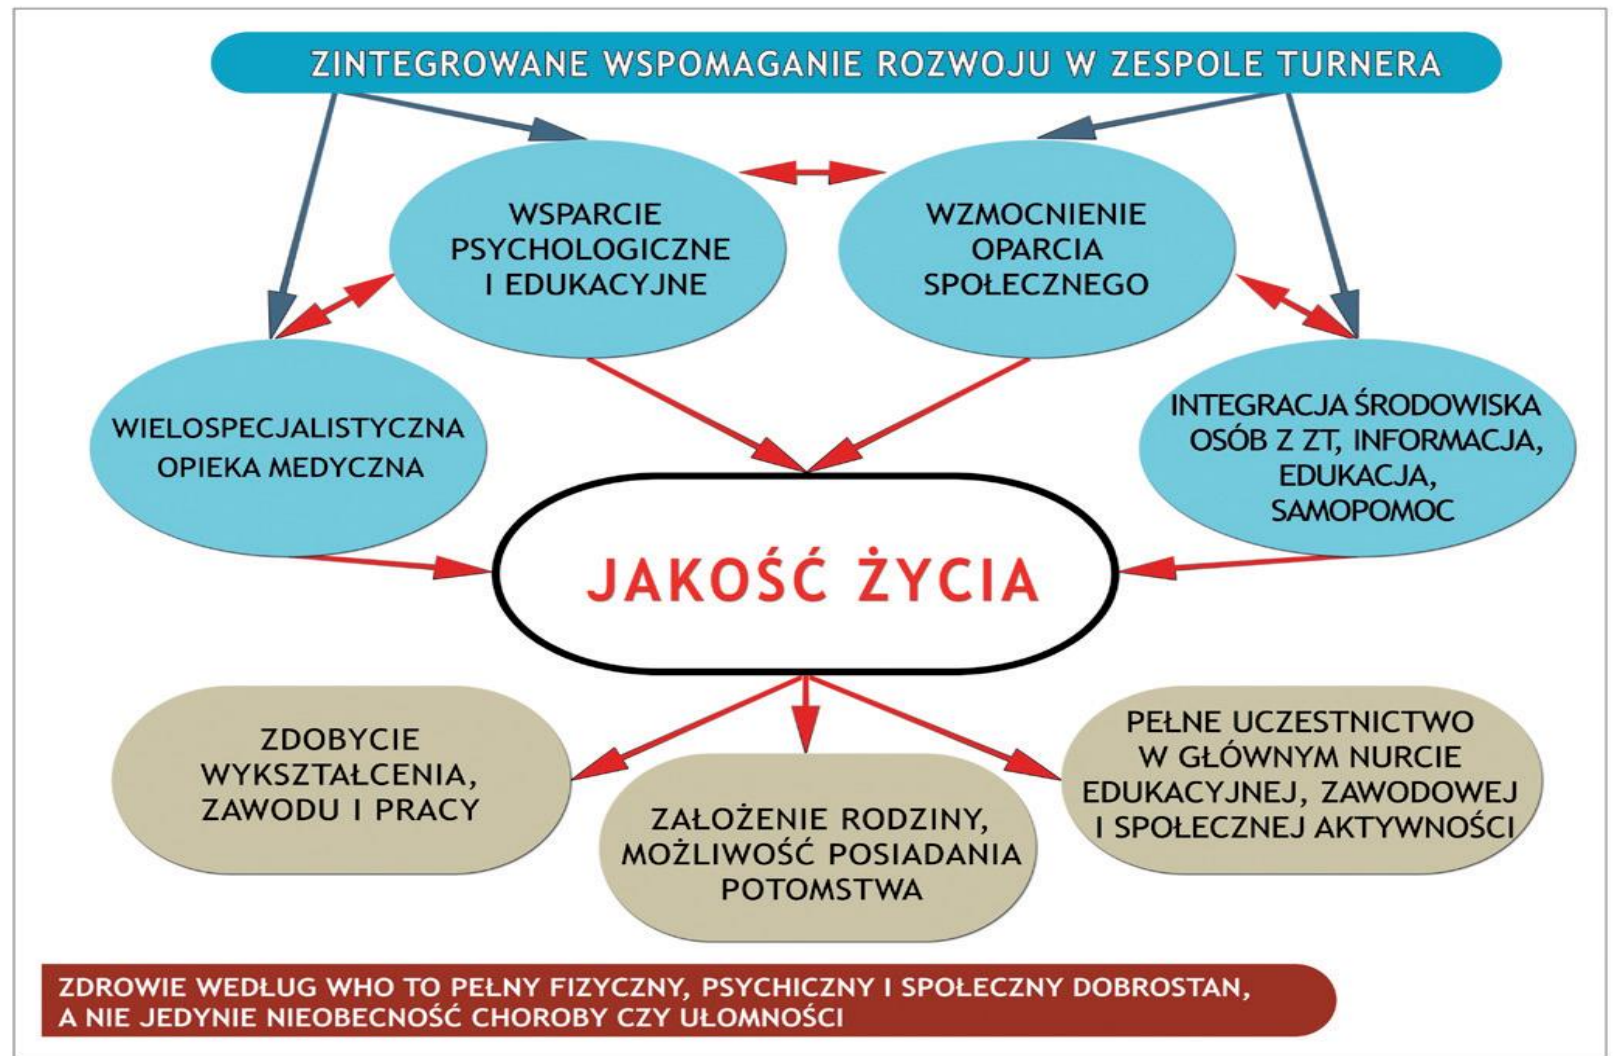 ZINTEGROWANE WSPOMAGANIE ROZWOJU W ZESPOLE TURNERA
WSPARCIE
PSYCHOLOGICZNE
I EDUKACYJNE
WZMOCNIENIE
OPARCIA
SPOŁECZNEGO
WIELOSPECJALISTYCZNA
OPIEKA MEDYCZNA
INTEGRACJA ŚRODOWISKA
OSÓB Z ZT, INFORMACJA,
EDUKACJA,
SAMOPOMOC
JAKOŚĆ ŻYCIA
ZDOBYCIE
WYKSZTAŁCENIA,
ZAWODU I PRACY
ZAŁOŻENIE RODZINY,
MOŻLIWOŚĆ POSIADANIA
POTOMSTWA
PEŁNE UCZESTNICTWO
W GŁÓWNYM NURCIE
EDUKACYJNEJ, ZAWODOWEJ
I SPOŁECZNEJ AKTYWNOŚCI
ZDROWIE WEDŁUG WHO TO PEŁNY FIZYCZNY, PSYCHICZNY I SPOŁECZNY DOBROSTAN,
A NIE JEDYNIE NIEOBECNOŚĆ CHOROBY CZY UŁOMNOŚCI